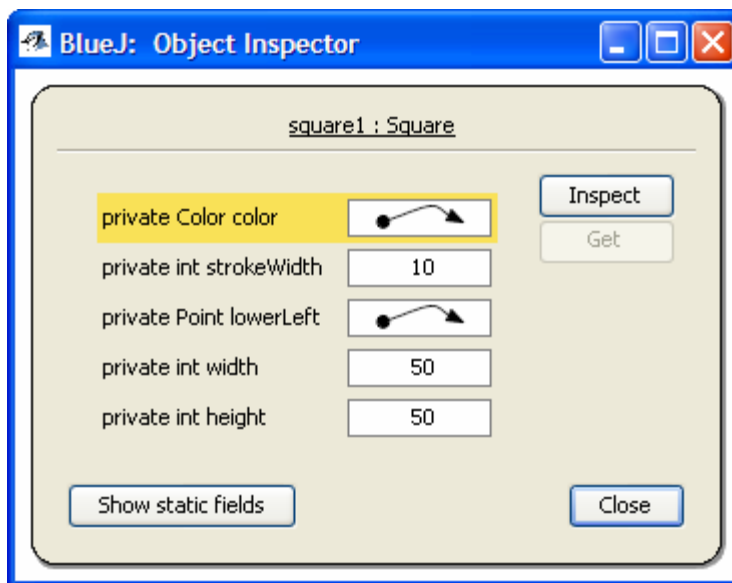 BlueJ: Object Inspector
square1 : Square
Inspect
private Color color
Get
private int strokeWidth 10
private Point lowerLeft
private int width 50
private int height 50
Show static fields
Close